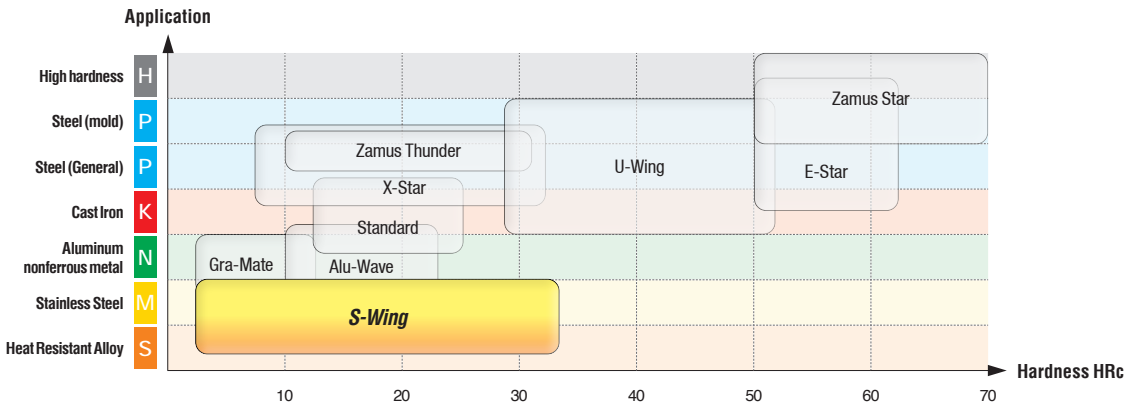 Application
High hardness H
Steel (mold) P
Zamus Star
Zamus Thunder
Steel (General) P
U-Wing
E-Star
X-Star
Cast Iron K
Standard
Aluminum
nonferrous metal N
Gra-Mate
Alu-Wave
Stainless Steel M
S-Wing
Heat Resistant Alloy S
Hardness HRc
10 20 30 40 50 60 70